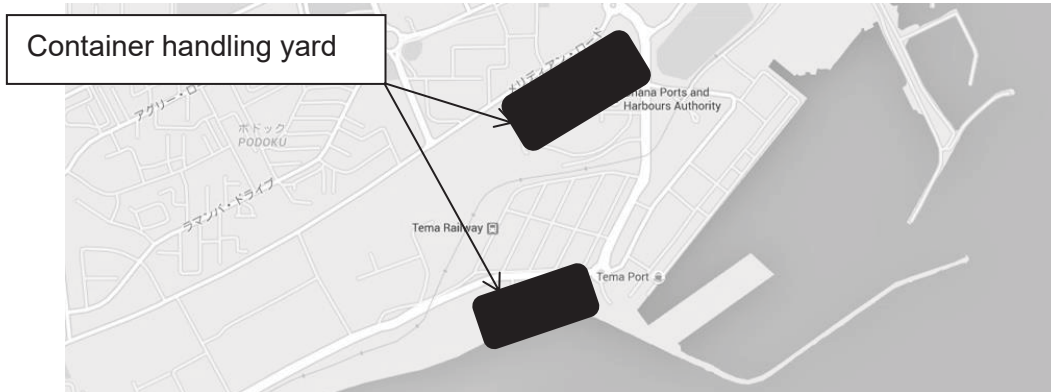 Container handling yard
メリディアン・ロード
hana Ports and
Harbours Authority
アグリー・ロ
ポドック
PODOKU
ラマンバ・ドライブ
Tema Railway
Tema Port